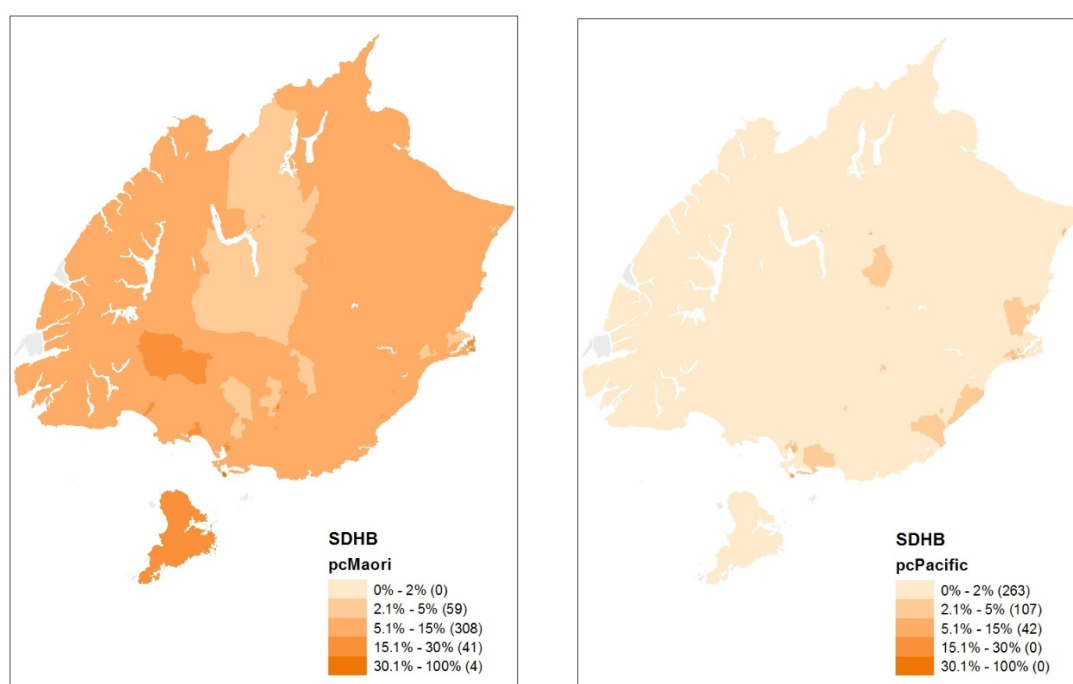 SDHB
pcMaori
0% - 2% (0)
2.1% - 5% (59)
5.1% - 15% (308)
15.1% - 30% (41)
30.1% - 100% (4)
SDHB
pcPacific
0% - 2% (263)
2.1% - 5% (107)
5.1% - 15% (42)
15.1% - 30% (0)
30.1% - 100% (0)